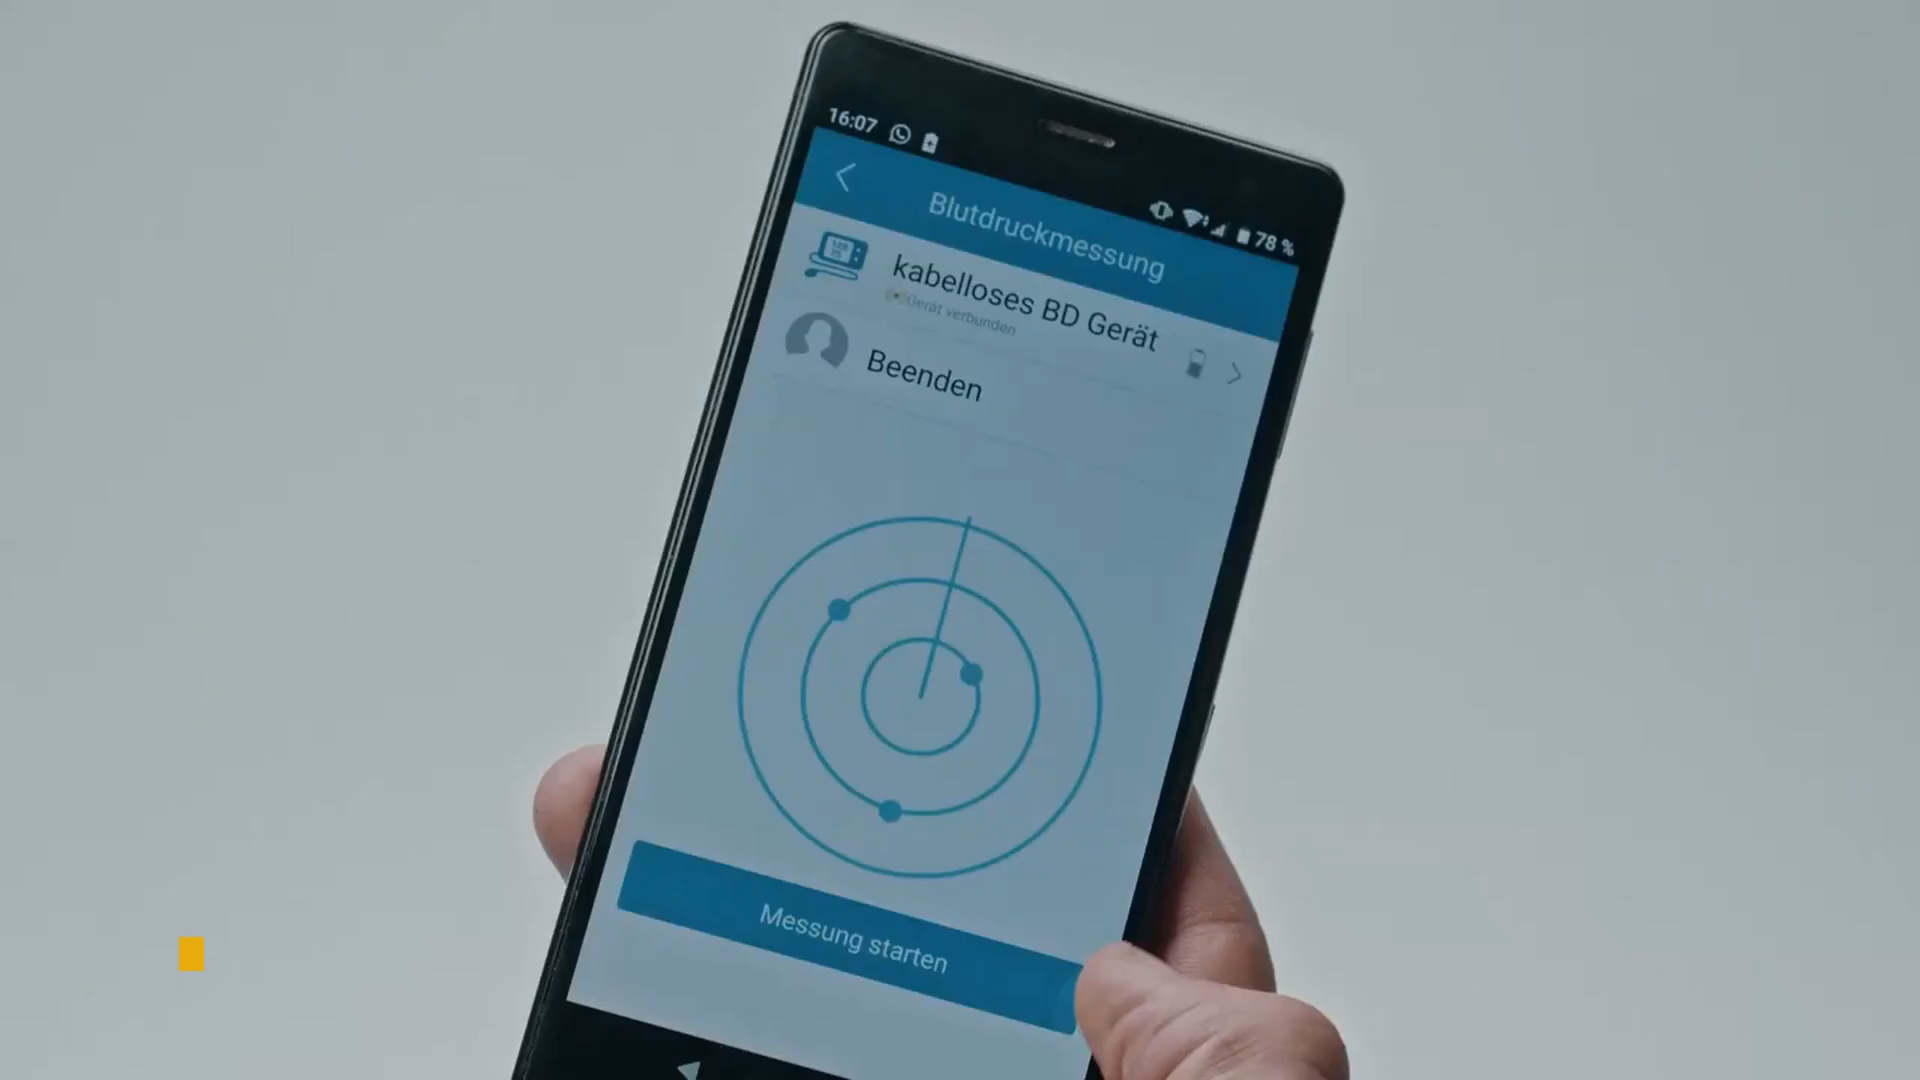 16:07
78 %
Blutdruckmessung
kabelloses BD Gerät
Gerät verbunden
Beenden
Messung starten